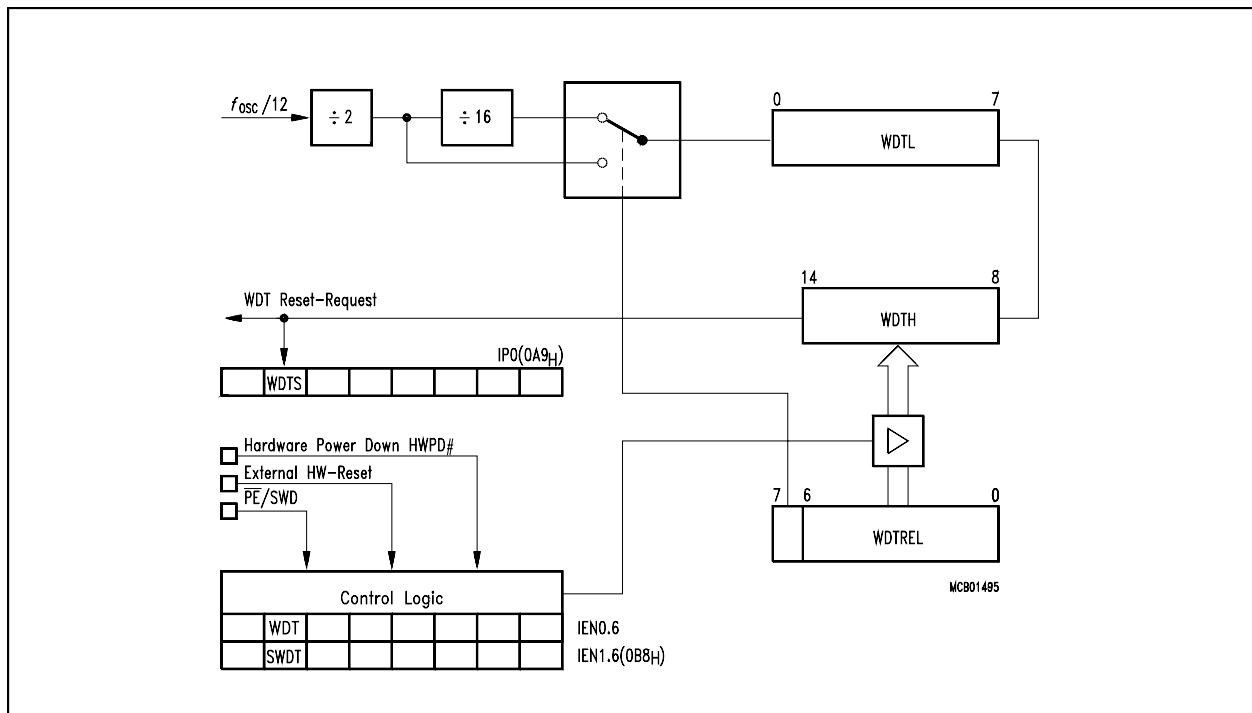 fosc/12
÷2
÷16
0 7
WDTL
14 8
WDTH
WDT Reset-Request
IP0(0A9H)
WDTS
Hardware Power Down HWPD#
External HW-Reset
PE/SWD
7 6 0
WDTREL
MCB01495
Control Logic
WDT IEN0.6
SWDT IEN1.6(0B8H)